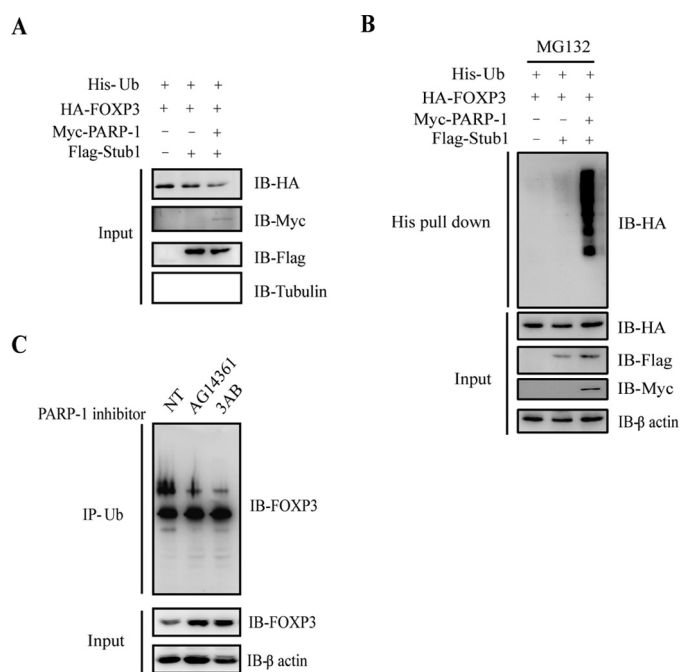 A
His-Ub + + +
HA-FOXP3 + + +
Myc-PARP-1 − − +
Flag-Stub1 − + +
Input
IB-HA
IB-Myc
IB-Flag
IB-Tubulin
B
MG132
His-Ub + + +
HA-FOXP3 + + +
Myc-PARP-1 − − +
Flag-Stub1 − + +
His pull down
IB-HA
Input
IB-HA
IB-Flag
IB-Myc
IB-β actin
C
PARP-1 inhibitor NT AG14361 3AB
IP-Ub
IB-FOXP3
Input
IB-FOXP3
IB-β actin